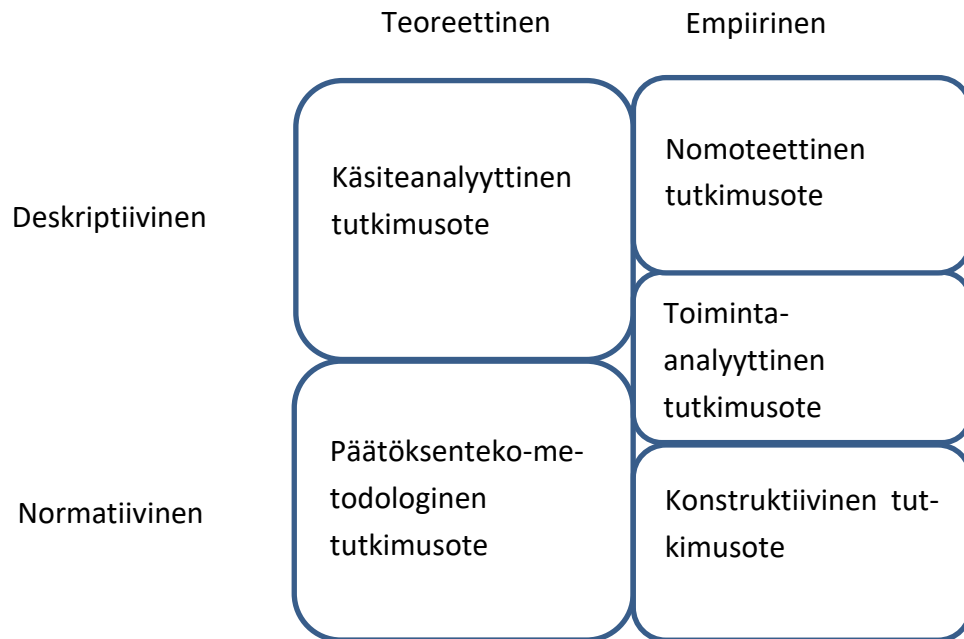 Teoreettinen
Empiirinen
Deskriptiivinen
Käsiteanalyyttinen
tutkimusote
Nomoteettinen
tutkimusote
Toiminta-
analyyttinen
tutkimusote
Normatiivinen
Päätöksenteko-me-
todologinen
tutkimusote
Konstruktiivinen tut-
kimusote